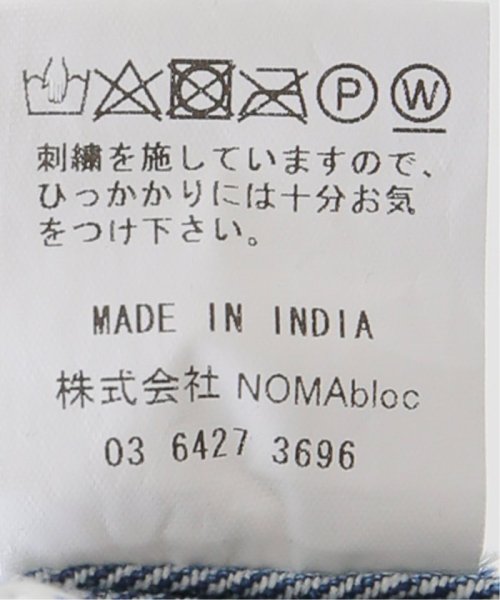 P W
刺繍を施していますので、
ひっかかりには十分お気
をつけ下さい。
MADE IN INDIA
株式会社 NOMAbloc
03 6427 3696